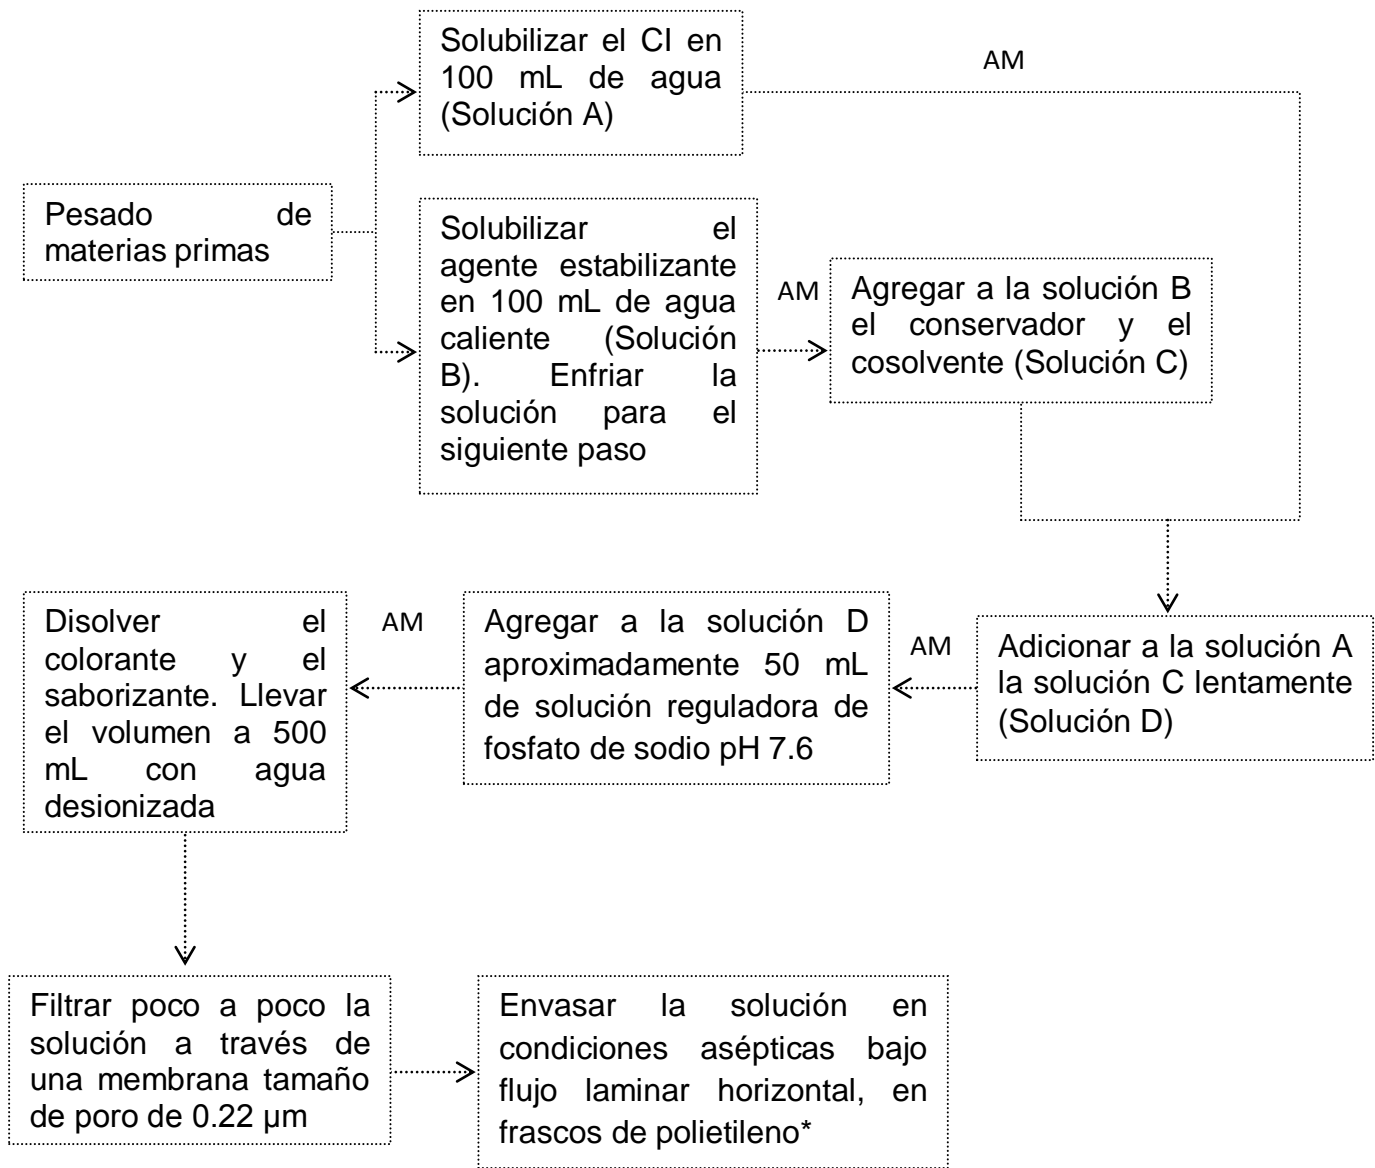 Solubilizar el CI en
100 mL de agua
(Solución A)
AM
Pesado de
materias primas
Solubilizar el
agente estabilizante
en 100 mL de agua
caliente (Solución
B). Enfriar la
solución para el
siguiente paso
AM
Agregar a la solución B
el conservador y el
cosolvente (Solución C)
Adicionar a la solución A
la solución C lentamente
(Solución D)
AM
Agregar a la solución D
aproximadamente 50 mL
de solución reguladora de
fosfato de sodio pH 7.6
AM
Disolver el
colorante y el
saborizante. Llevar
el volumen a 500
mL con agua
desionizada
Filtrar poco a poco la
solución a través de
una membrana tamaño
de poro de 0.22 µm
Envasar la solución en
condiciones asépticas bajo
flujo laminar horizontal, en
frascos de polietileno*